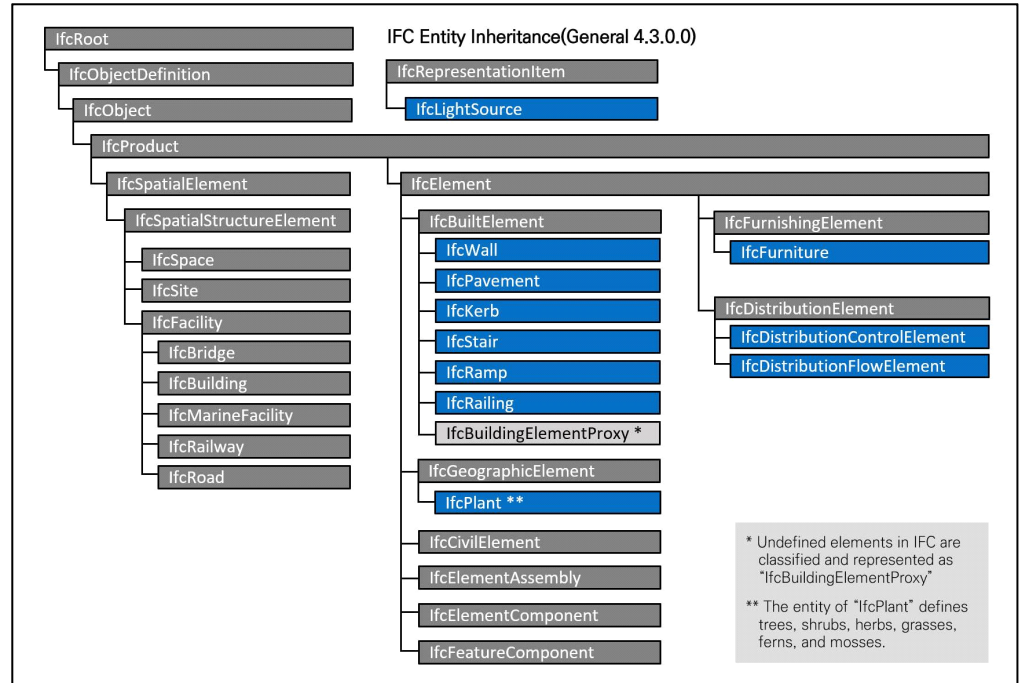 IFC Entity Inheritance(General 4.3.0.0)
IfcRoot
IfcObjectDefinition
IfcObject
IfcRepresentationItem
IfcLightSource
IfcProduct
IfcSpatialElement
IfcSpatialStructureElement
IfcSpace
IfcSite
IfcFacility
IfcBridge
IfcBuilding
IfcMarineFacility
IfcRailway
IfcRoad
IfcElement
IfcBuiltElement
IfcWall
IfcPavement
IfcKerb
IfcStair
IfcRamp
IfcRailing
IfcBuildingElementProxy *
IfcGeographicElement
IfcPlant **
IfcCivilElement
IfcElementAssembly
IfcElementComponent
IfcFeatureComponent
IfcFurnishingElement
IfcFurniture
IfcDistributionElement
IfcDistributionControlElement
IfcDistributionFlowElement
* Undefined elements in IFC are
classified and represented as
“IfcBuildingElementProxy”
** The entity of “IfcPlant” defines
trees, shrubs, herbs, grasses,
ferns, and mosses.